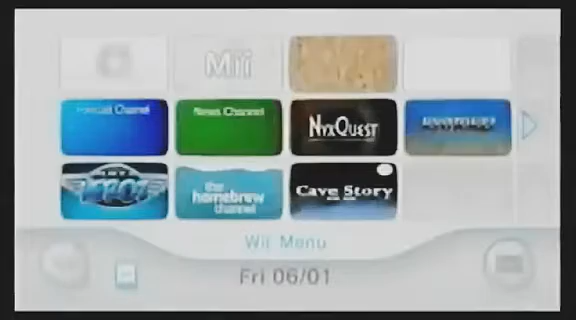 Mii
Forecast Channel
News Channel
NyxQuest
the
homebrew
channel
Cave Story
Wii Menu
Fri 06/01